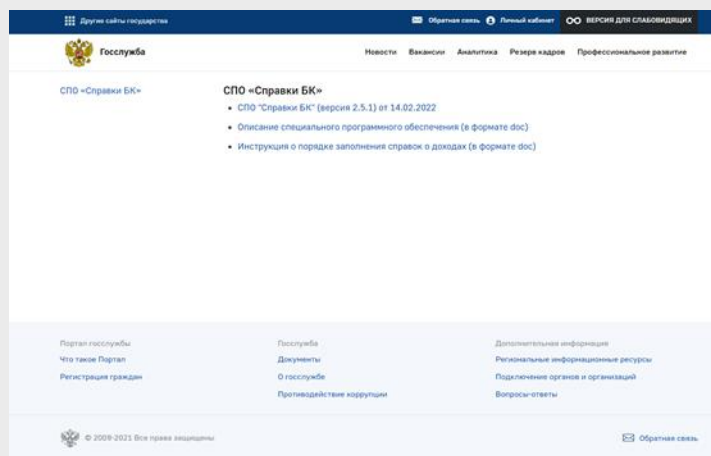 Другие сайты государства
Обратная связь
Личный кабинет
ВЕРСИЯ ДЛЯ СЛАБОВИДЯЩИХ
Госслужба
Новости
Вакансии
Аналитика
Резерв кадров
Профессиональное развитие
СПО «Справки БК»
СПО «Справки БК»
СПО "Справки БК" (версия 2.5.1) от 14.02.2022
Описание специального программного обеспечения (в формате doc)
Инструкция о порядке заполнения справок о доходах (в формате doc)
Портал госслужбы
Госслужба
Дополнительная информация
Что такое Портал
Документы
Региональные информационные ресурсы
Регистрация граждан
О госслужбе
Подключение органов и организаций
Противодействие коррупции
Вопросы-ответы
© 2009-2021 Все права защищены
Обратная связь